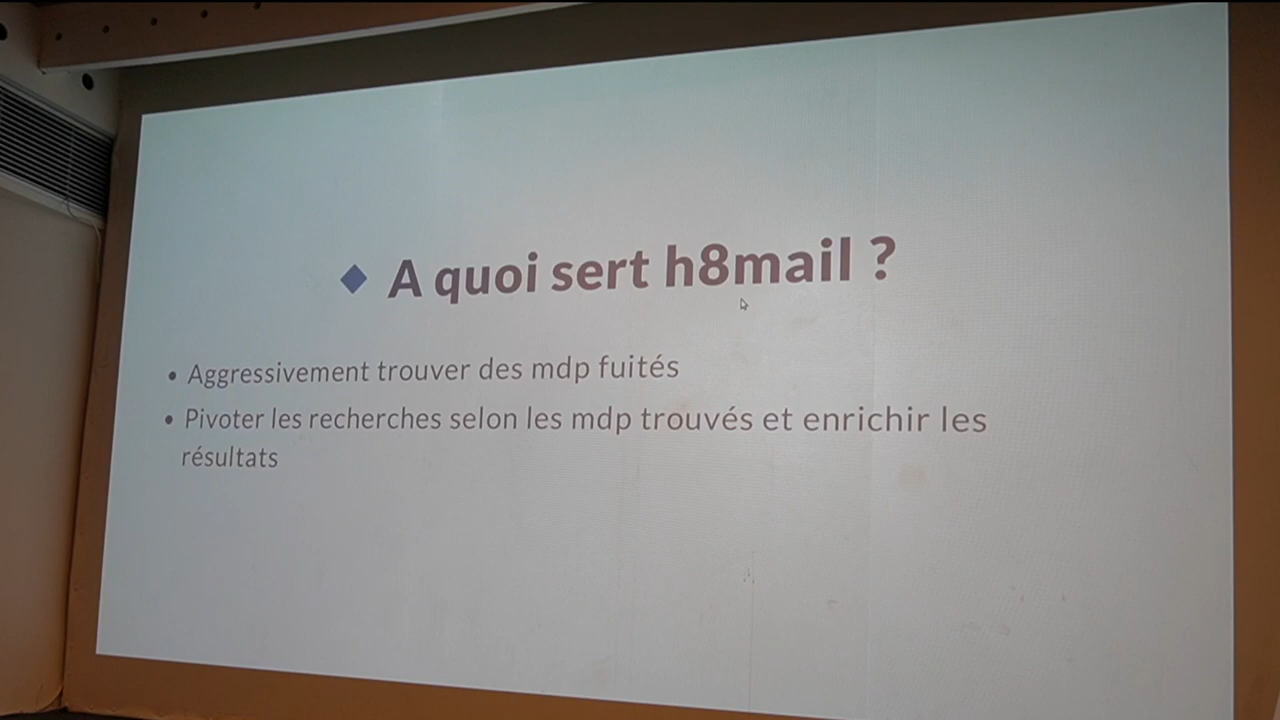 A quoi sert h8mail ?
• Aggressivement trouver des mdp fuités
• Pivoter les recherches selon les mdp trouvés et enrichir les
résultats